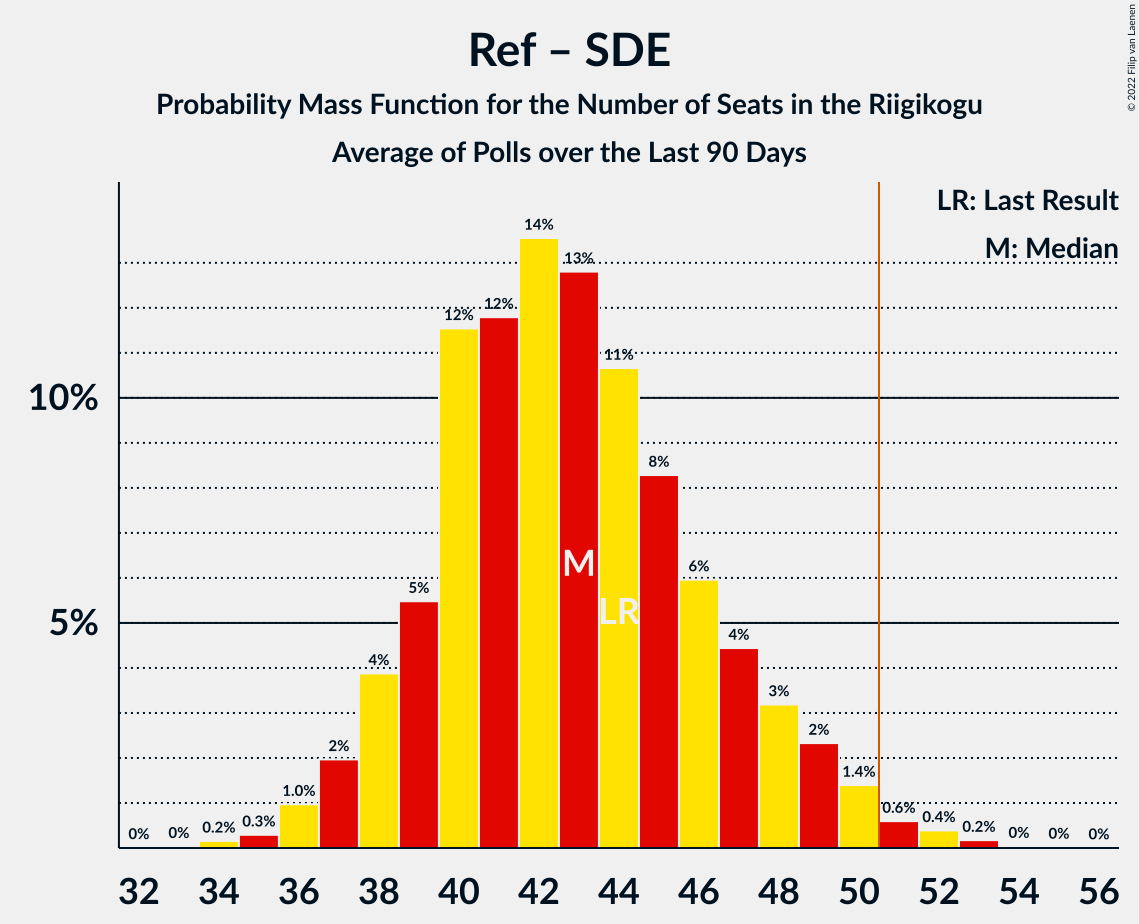 Ref – SDE
Probability Mass Function for the Number of Seats in the Riigikogu
Average of Polls over the Last 90 Days
© 2022 Filip van Laenen
LR: Last Result
M: Median
10%
5%
0% 0% 0.2% 0.3% 1.0% 2% 4% 5% 12% 12% 14% 13% 11% 8% 6% 4% 3% 2% 1.4% 0.6% 0.4% 0.2% 0% 0% 0%
M
LR
32 34 36 38 40 42 44 46 48 50 52 54 56